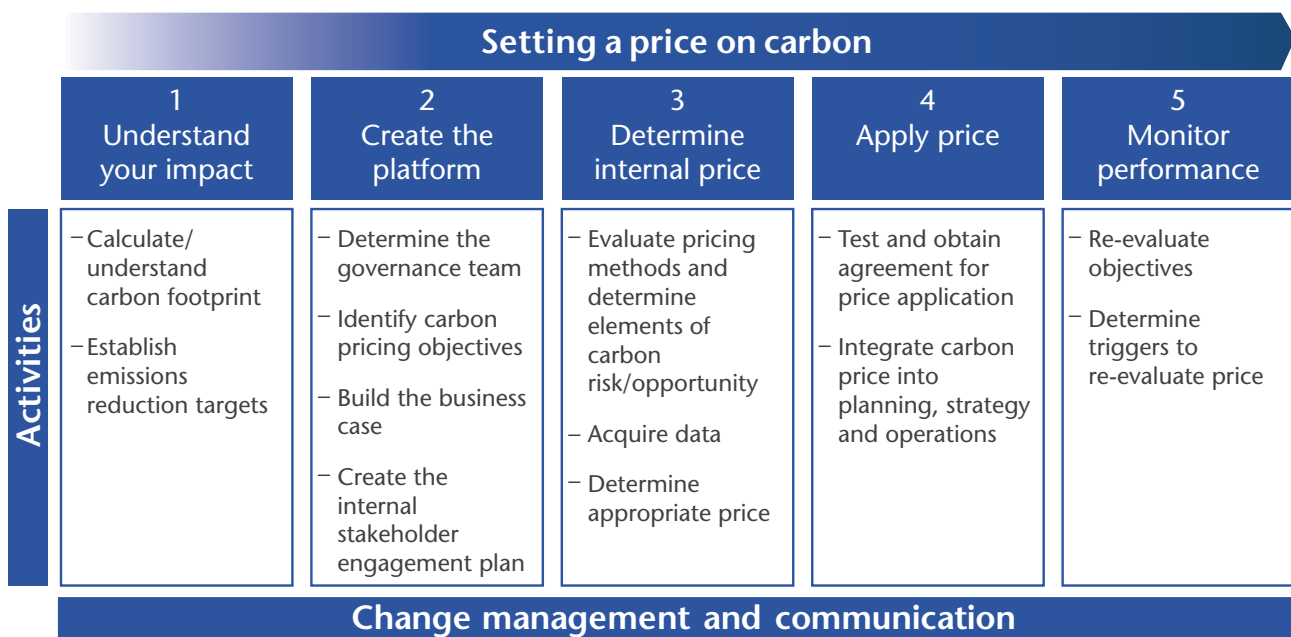 Setting a price on carbon
1
Understand
your impact
2
Create the
platform
3
Determine
internal price
4
Apply price
5
Monitor
performance
Activities
– Calculate/
understand
carbon footprint
– Establish
emissions
reduction targets
– Determine the
governance team
– Identify carbon
pricing objectives
– Build the business
case
– Create the
internal
stakeholder
engagement plan
– Evaluate pricing
methods and
determine
elements of
carbon
risk/opportunity
– Acquire data
– Determine
appropriate price
– Test and obtain
agreement for
price application
– Integrate carbon
price into
planning, strategy
and operations
– Re-evaluate
objectives
– Determine
triggers to
re-evaluate price
Change management and communication